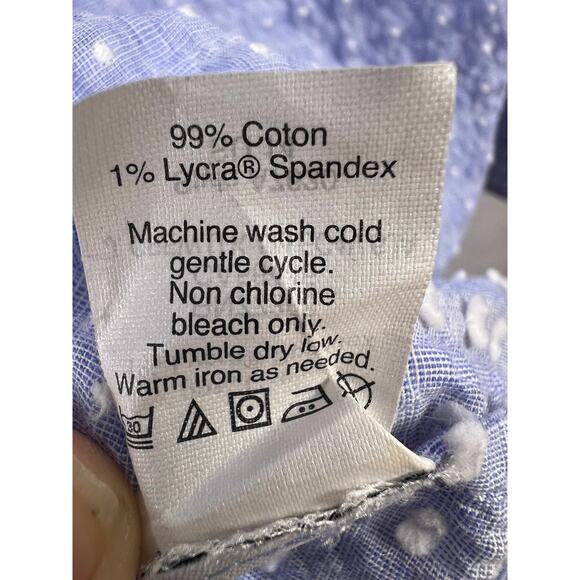 99% Coton
1% Lycra® Spandex
Machine wash cold
gentle cycle.
Non chlorine
bleach only.
Tumble dry low.
Warm iron as needed.
30